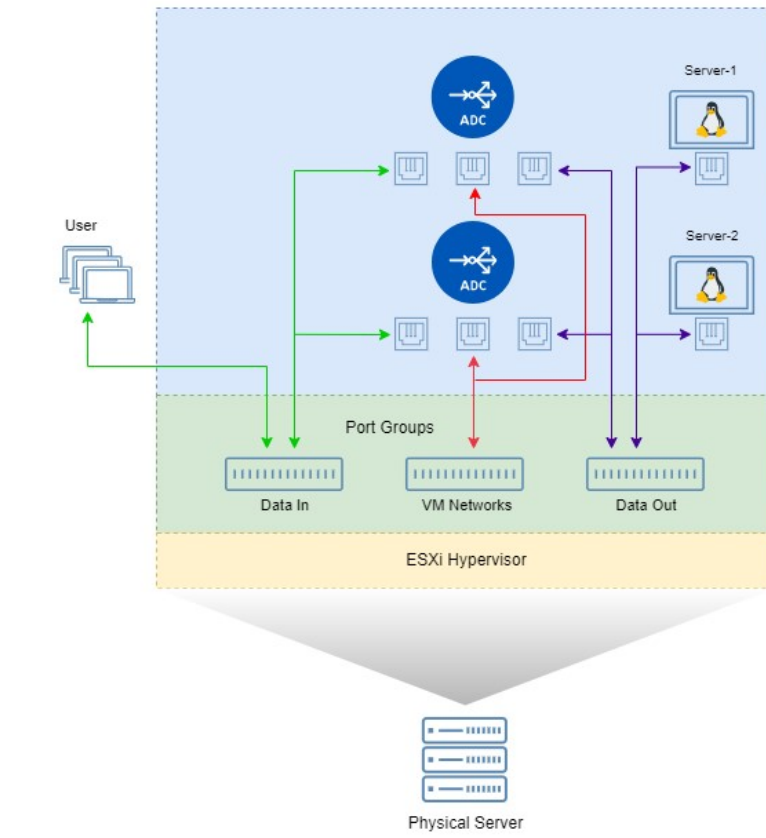 Server-1
ADC
User
Server-2
ADC
Port Groups
Data In
VM Networks
Data Out
ESXi Hypervisor
Physical Server